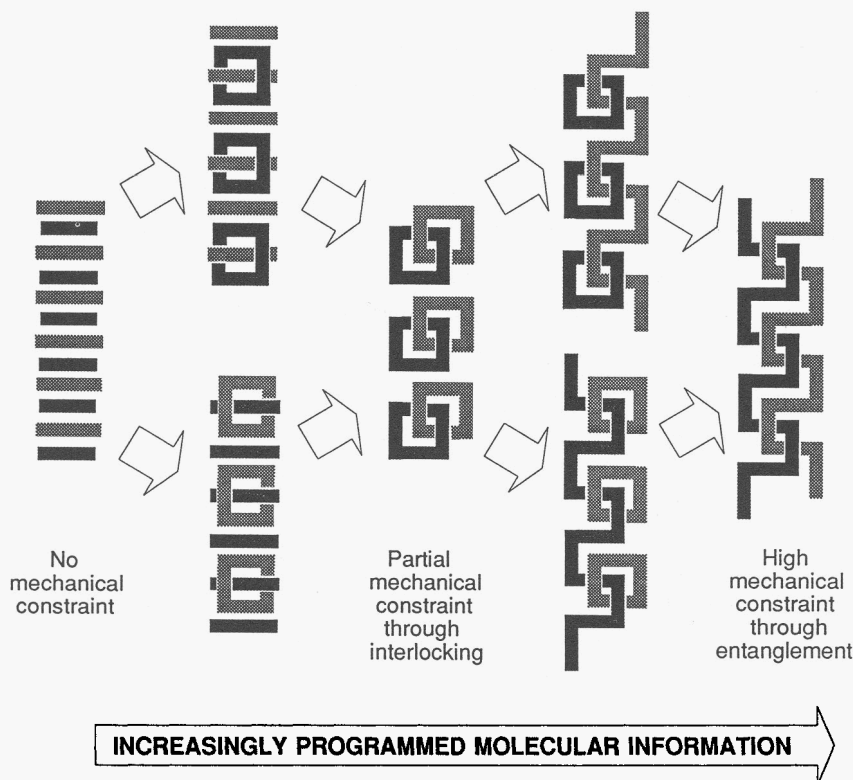 No
mechanical
constraint
Partial
mechanical
constraint
through
interlocking
High
mechanical
constraint
through
entanglement
INCREASINGLY PROGRAMMED MOLECULAR INFORMATION